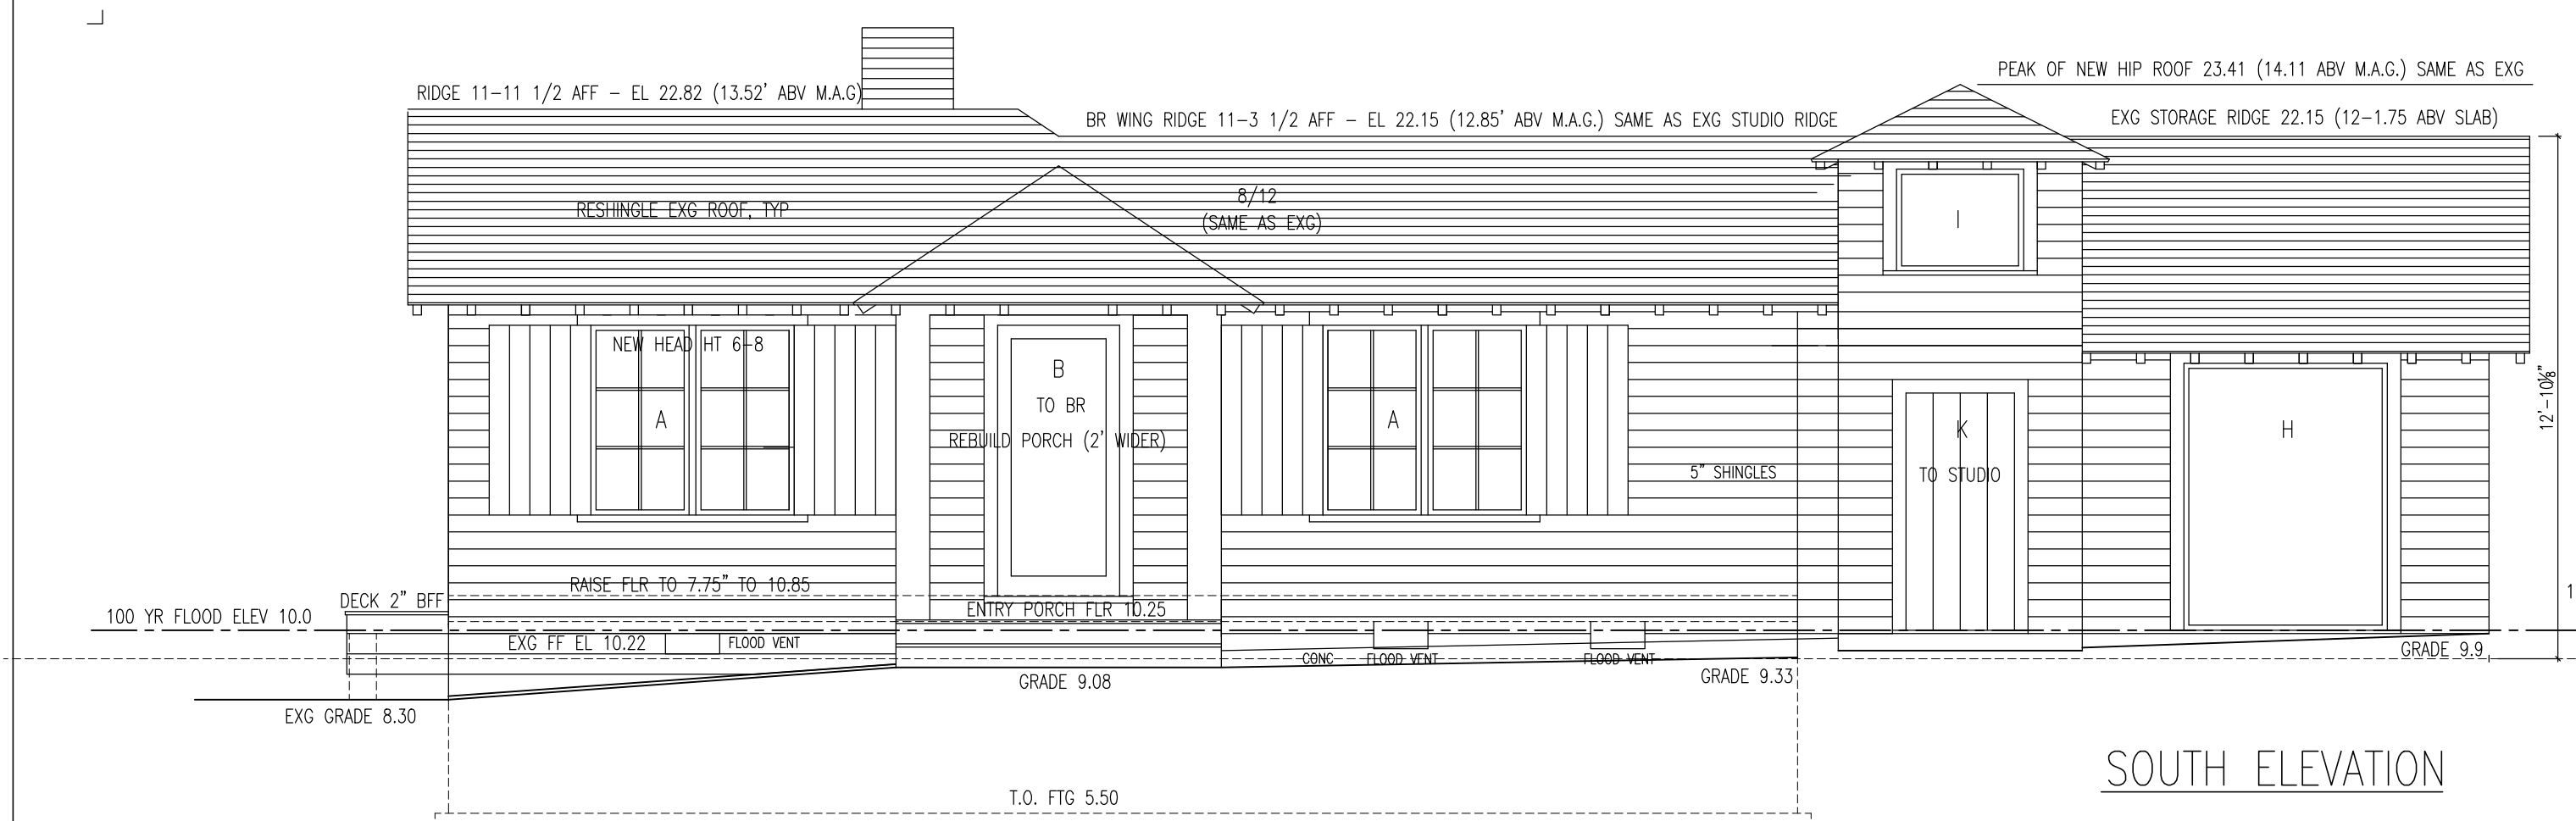 PEAK OF NEW HIP ROOF 23.41 (14.11 ABV M.A.G.) SAME AS EXG
RIDGE 11-11 1/2 AFF - EL 22.82 (13.52' ABV M.A.G)
BR WING RIDGE 11-3 1/2 AFF - EL 22.15 (12.85' ABV M.A.G.) SAME AS EXG STUDIO RIDGE
EXG STORAGE RIDGE 22.15 (12-1.75 ABV SLAB)
RESHINGLE EXG ROOF, TYP
8/12
(SAME AS EXG)
I
NEW HEAD HT 6-8
A
B
TO BR
REBUILD PORCH (2' WIDER)
A
5" SHINGLES
K
TO STUDIO
H
12'-10⅛"
RAISE FLR TO 7.75" TO 10.85
DECK 2" BFF
ENTRY PORCH FLR 10.25
100 YR FLOOD ELEV 10.0
EXG FF EL 10.22
FLOOD VENT
CONC
FLOOD VENT
FLOOD VENT
GRADE 9.9
GRADE 9.08
GRADE 9.33
EXG GRADE 8.30
1
T.O. FTG 5.50
SOUTH ELEVATION